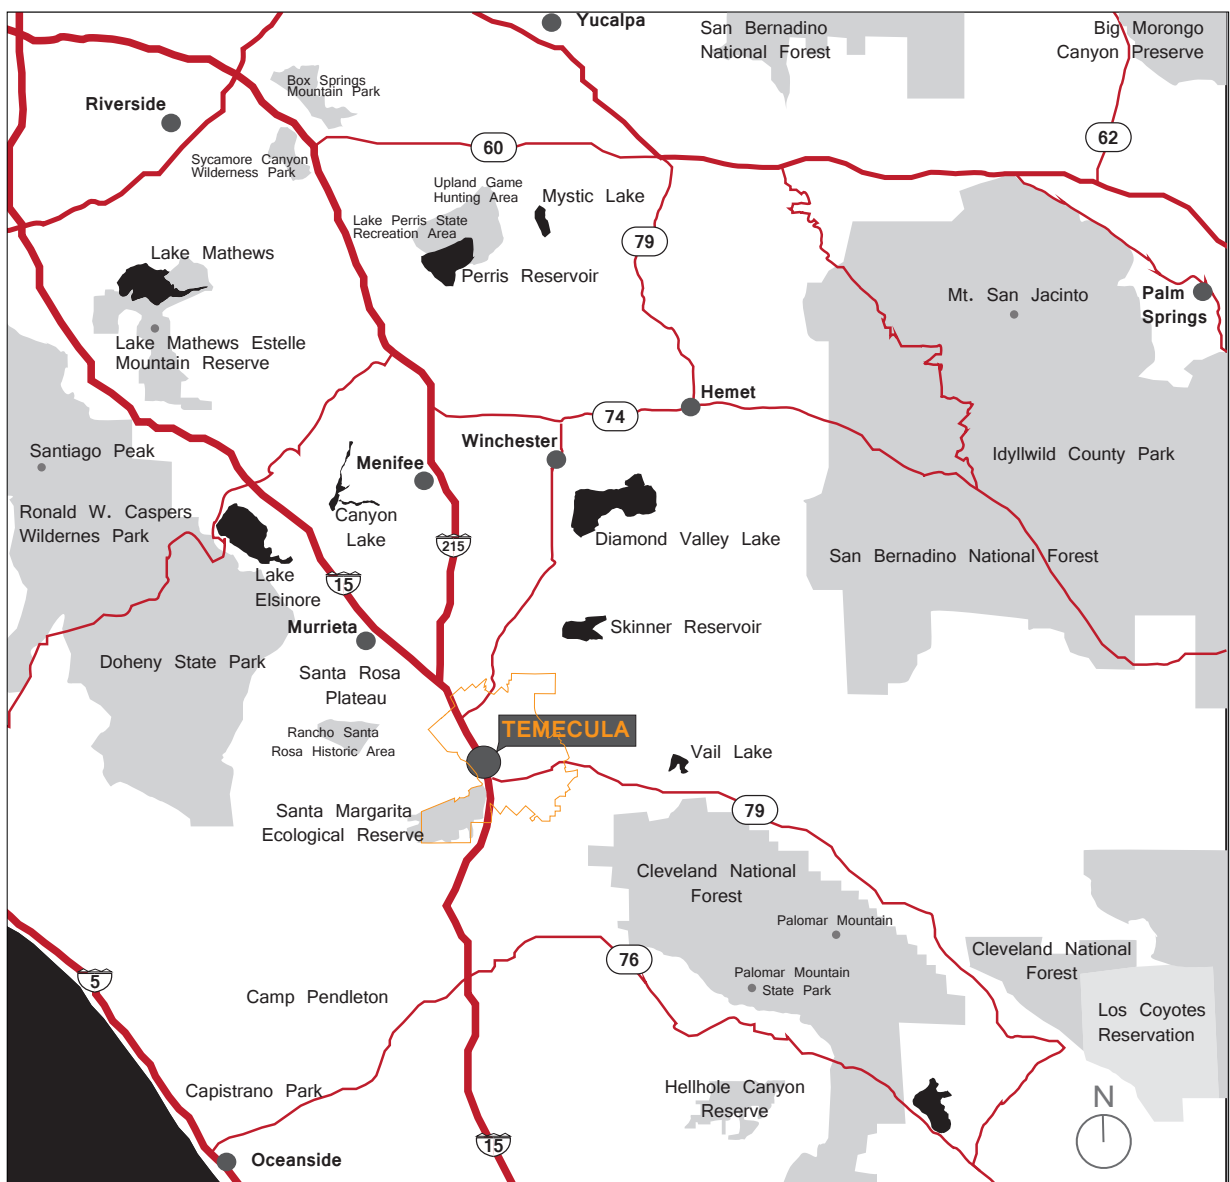 Yucalpa
San Bernadino
National Forest
Big Morongo
Canyon Preserve
Box Springs
Mountain Park
Riverside
60
62
Sycamore Canyon
Wilderness Park
Upland Game
Hunting Area
Mystic Lake
Lake Perris State
Recreation Area
79
Lake Mathews
Perris Reservoir
Mt. San Jacinto
Palm
Springs
Lake Mathews Estelle
Mountain Reserve
Hemet
74
Winchester
Santiago Peak
Menifee
Idyllwild County Park
Ronald W. Caspers
Wildernes Park
Canyon
Lake
215
Diamond Valley Lake
San Bernadino National Forest
Lake
Elsinore
15
Murrieta
Skinner Reservoir
Doheny State Park
Santa Rosa
Plateau
Rancho Santa
Rosa Historic Area
TEMECULA
Vail Lake
Santa Margarita
Ecological Reserve
79
Cleveland National
Forest
Palomar Mountain
Cleveland National
Forest
76
Palomar Mountain
State Park
5
Camp Pendleton
Los Coyotes
Reservation
Capistrano Park
Hellhole Canyon
Reserve
N
15
Oceanside